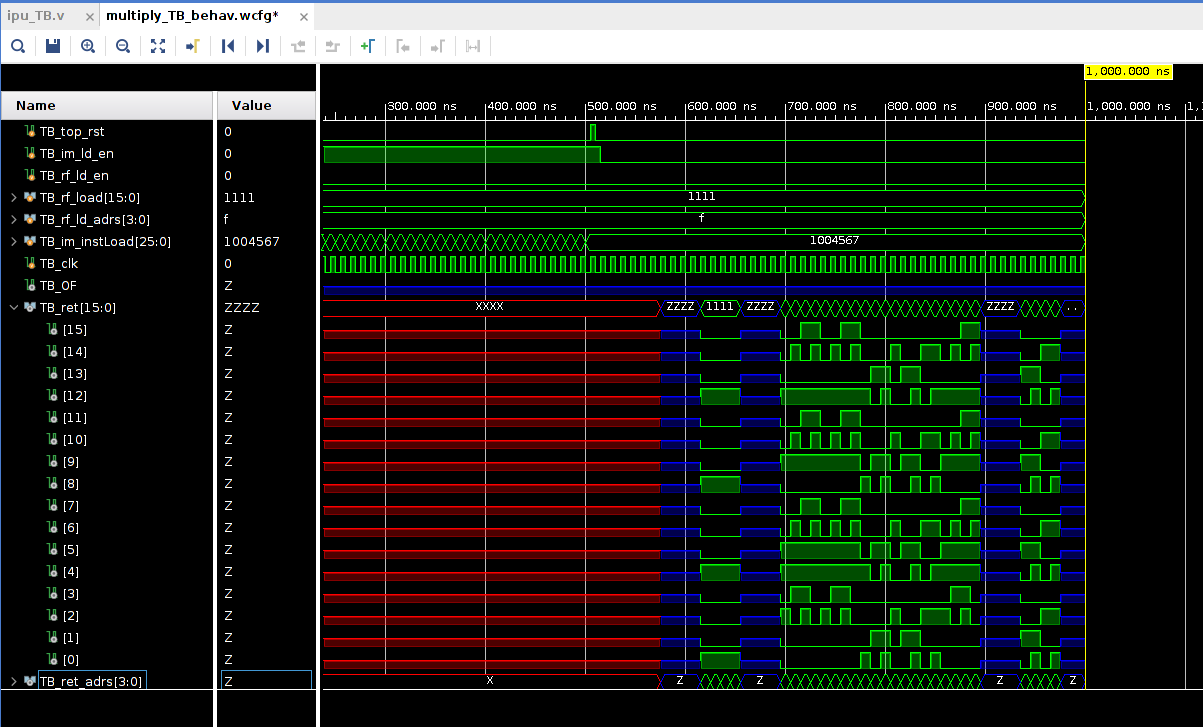 ipu_TB.v × multiply_TB_behav.wcfg* ×
1,000.000 ns
Name Value
300.000 ns 400.000 ns 500.000 ns 600.000 ns 700.000 ns 800.000 ns 900.000 ns 1,000.000 ns 1,1
TB_top_rst 0
TB_im_ld_en 0
TB_rf_ld_en 0
TB_rf_load[15:0] 1111 1111
TB_rf_ld_adrs[3:0] f f
TB_im_instLoad[25:0] 1004567 1004567
TB_clk 0
TB_OF Z
TB_ret[15:0] ZZZZ XXXX ZZZZ 1111 ZZZZ ZZZZ ..
[15] Z
[14] Z
[13] Z
[12] Z
[11] Z
[10] Z
[9] Z
[8] Z
[7] Z
[6] Z
[5] Z
[4] Z
[3] Z
[2] Z
[1] Z
[0] Z
TB_ret_adrs[3:0] Z X Z Z Z Z